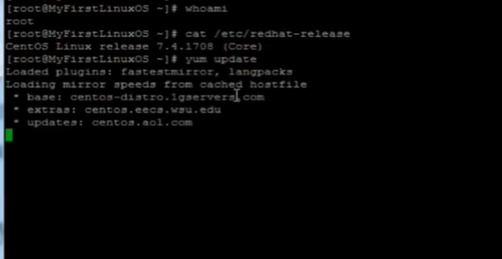 [root@MyFirstLinuxOS ~]# whoami
root
[root@MyFirstLinuxOS ~]# cat /etc/redhat-release
CentOS Linux release 7.4.1708 (Core)
[root@MyFirstLinuxOS ~]# yum update
Loaded plugins: fastestmirror, langpacks
Loading mirror speeds from cached hostfile
* base: centos-distro.1gservers.com
* extras: centos.eecs.wsu.edu
* updates: centos.aol.com